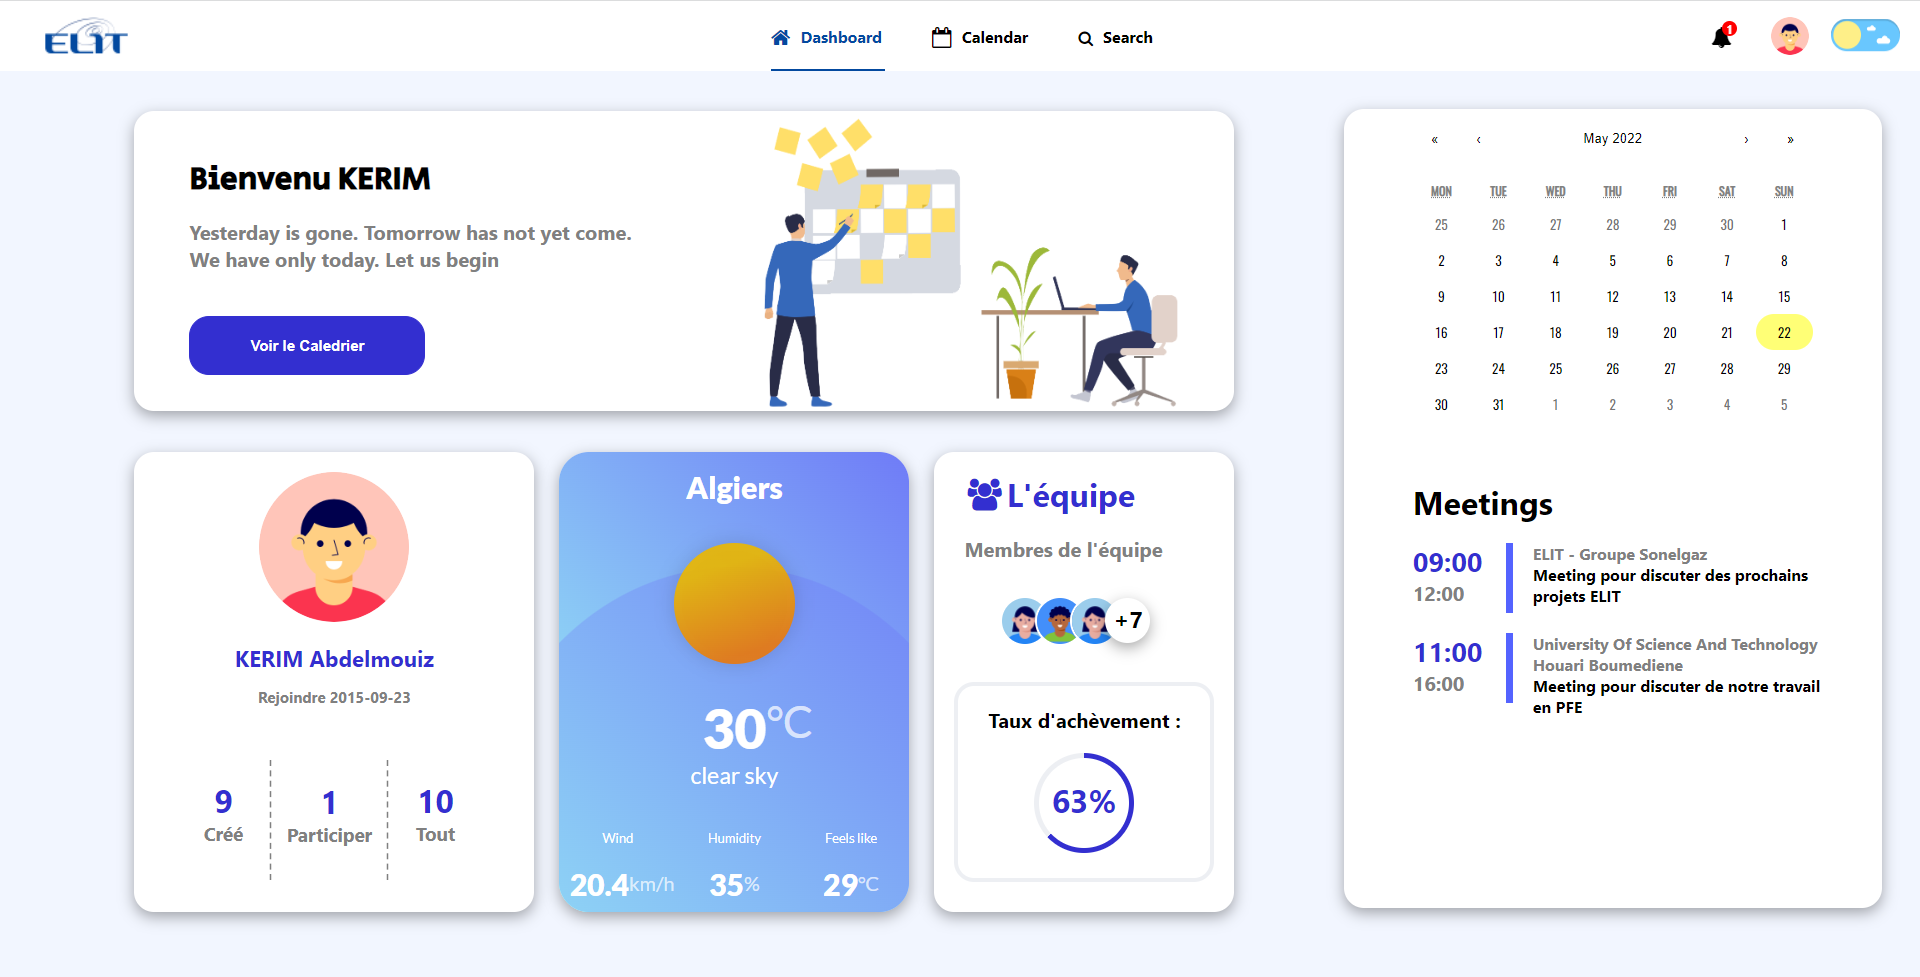 ELIT
Dashboard
Calendar
Search
1
Bienvenu KERIM
Yesterday is gone. Tomorrow has not yet come.
We have only today. Let us begin
Voir le Caledrier
KERIM Abdelmouiz
Rejoindre 2015-09-23
9
Créé
1
Participer
10
Tout
Algiers
30°C
clear sky
Wind Humidity Feels like
20.4km/h 35% 29°C
L'équipe
Membres de l'équipe
+7
Taux d'achèvement :
63%
« ‹ May 2022 › »
MON TUE WED THU FRI SAT SUN
25 26 27 28 29 30 1
2 3 4 5 6 7 8
9 10 11 12 13 14 15
16 17 18 19 20 21 22
23 24 25 26 27 28 29
30 31 1 2 3 4 5
Meetings
09:00
12:00
ELIT - Groupe Sonelgaz
Meeting pour discuter des prochains
projets ELIT
11:00
16:00
University Of Science And Technology
Houari Boumediene
Meeting pour discuter de notre travail
en PFE